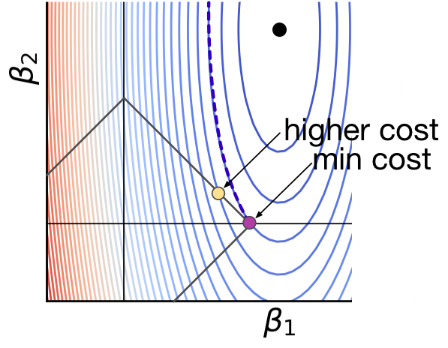 β2
higher cost
min cost
β1